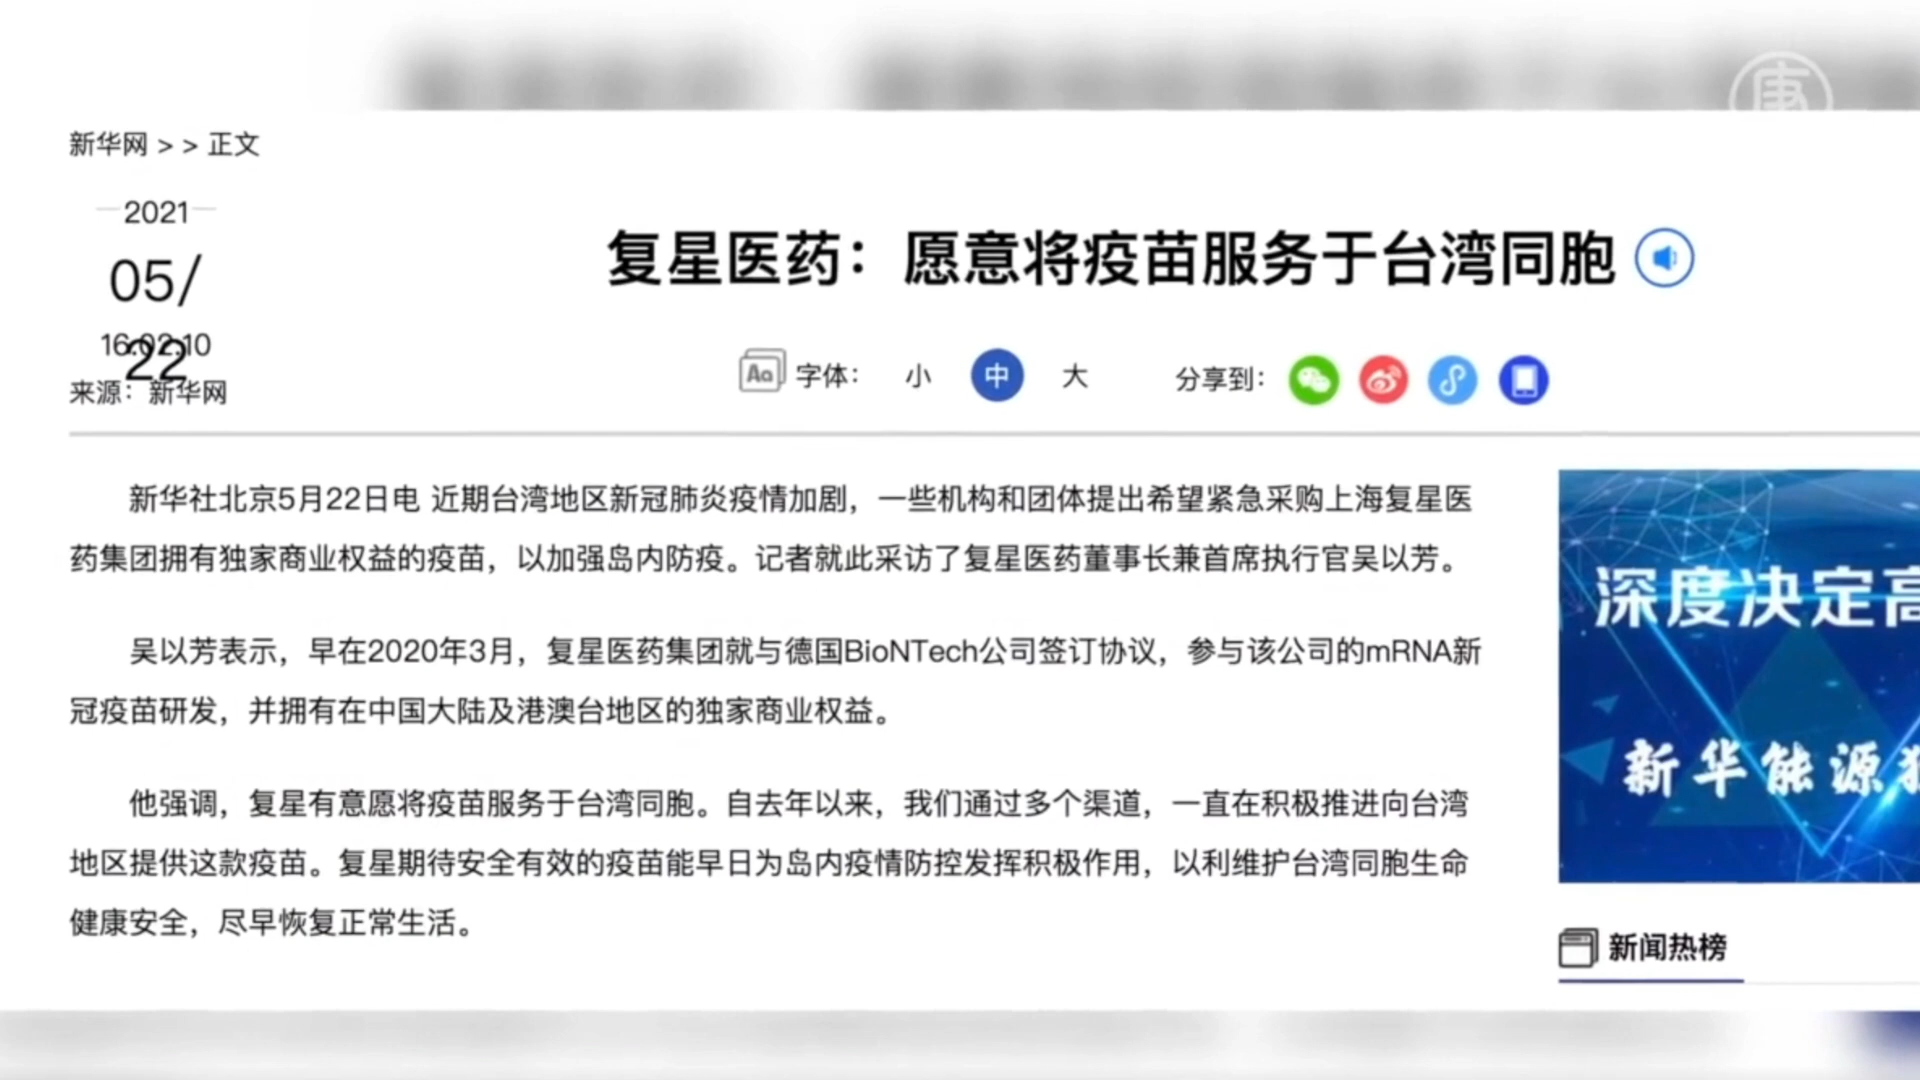 新华网 > > 正文
2021
05/
22
16:02:10
来源：新华网
复星医药：愿意将疫苗服务于台湾同胞
Aa 字体： 小 中 大 分享到：
新华社北京5月22日电 近期台湾地区新冠肺炎疫情加剧，一些机构和团体提出希望紧急采购上海复星医
药集团拥有独家商业权益的疫苗，以加强岛内防疫。记者就此采访了复星医药董事长兼首席执行官吴以芳。
吴以芳表示，早在2020年3月，复星医药集团就与德国BioNTech公司签订协议，参与该公司的mRNA新
冠疫苗研发，并拥有在中国大陆及港澳台地区的独家商业权益。
他强调，复星有意愿将疫苗服务于台湾同胞。自去年以来，我们通过多个渠道，一直在积极推进向台湾
地区提供这款疫苗。复星期待安全有效的疫苗能早日为岛内疫情防控发挥积极作用，以利维护台湾同胞生命
健康安全，尽早恢复正常生活。
深度决定高
新华能源
新闻热榜